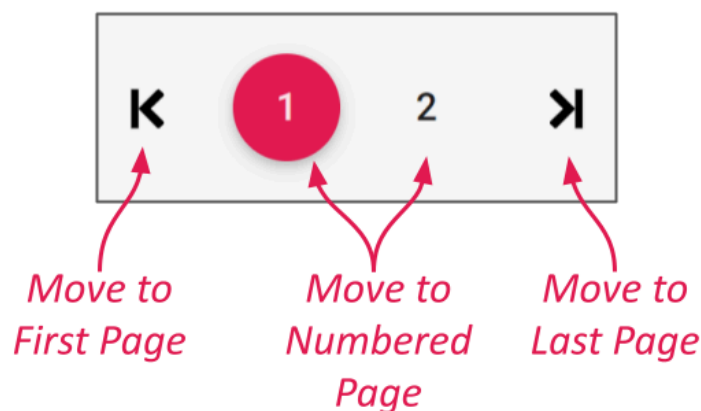 1 2
Move to
First Page
Move to
Numbered
Page
Move to
Last Page